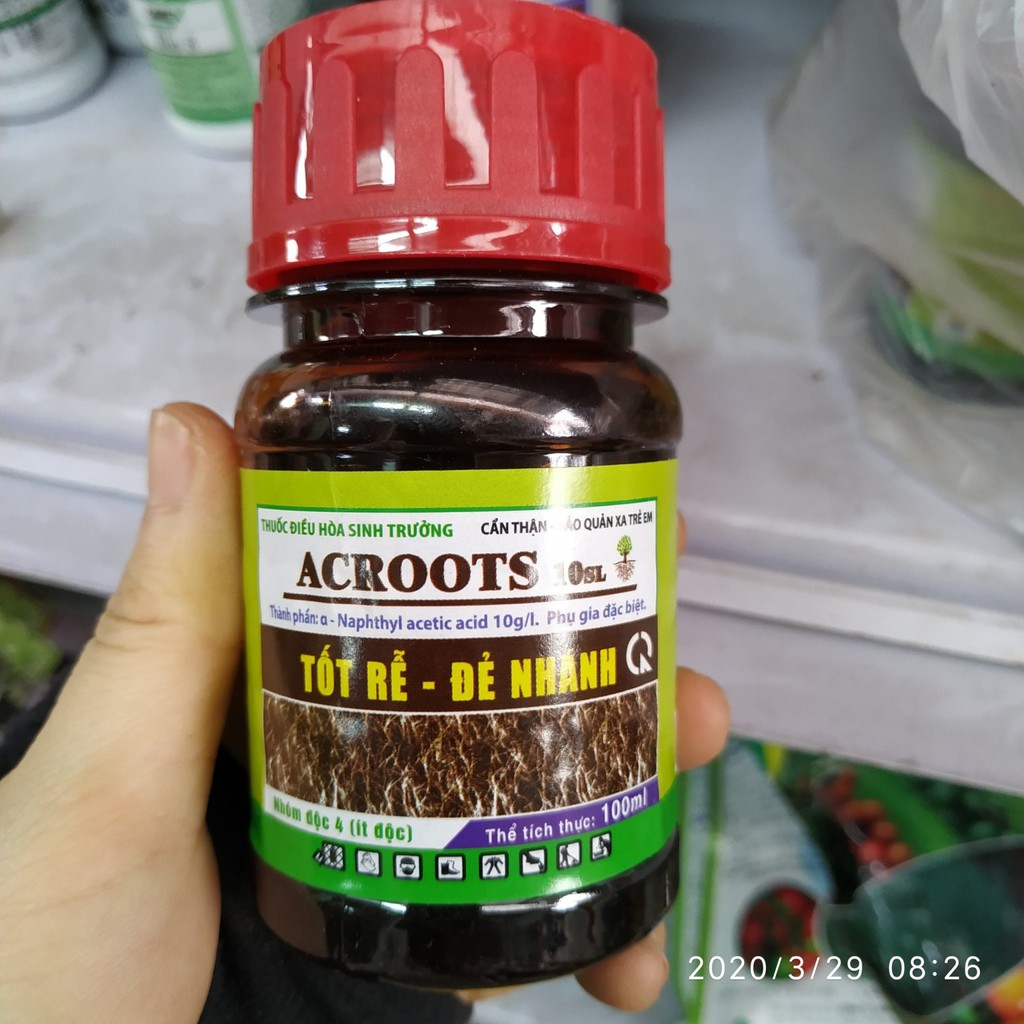 THUỐC ĐIỀU HÒA SINH TRƯỞNG
CẨN THẬN - BẢO QUẢN XA TRẺ EM
ACROOTS 10SL
Thành phần: α - Naphthyl acetic acid 10g/l. Phụ gia đặc biệt.
TỐT RỄ - ĐẺ NHÁNH
Nhóm độc 4 (ít độc)
Thể tích thực: 100ml
2020/3/29 08:26